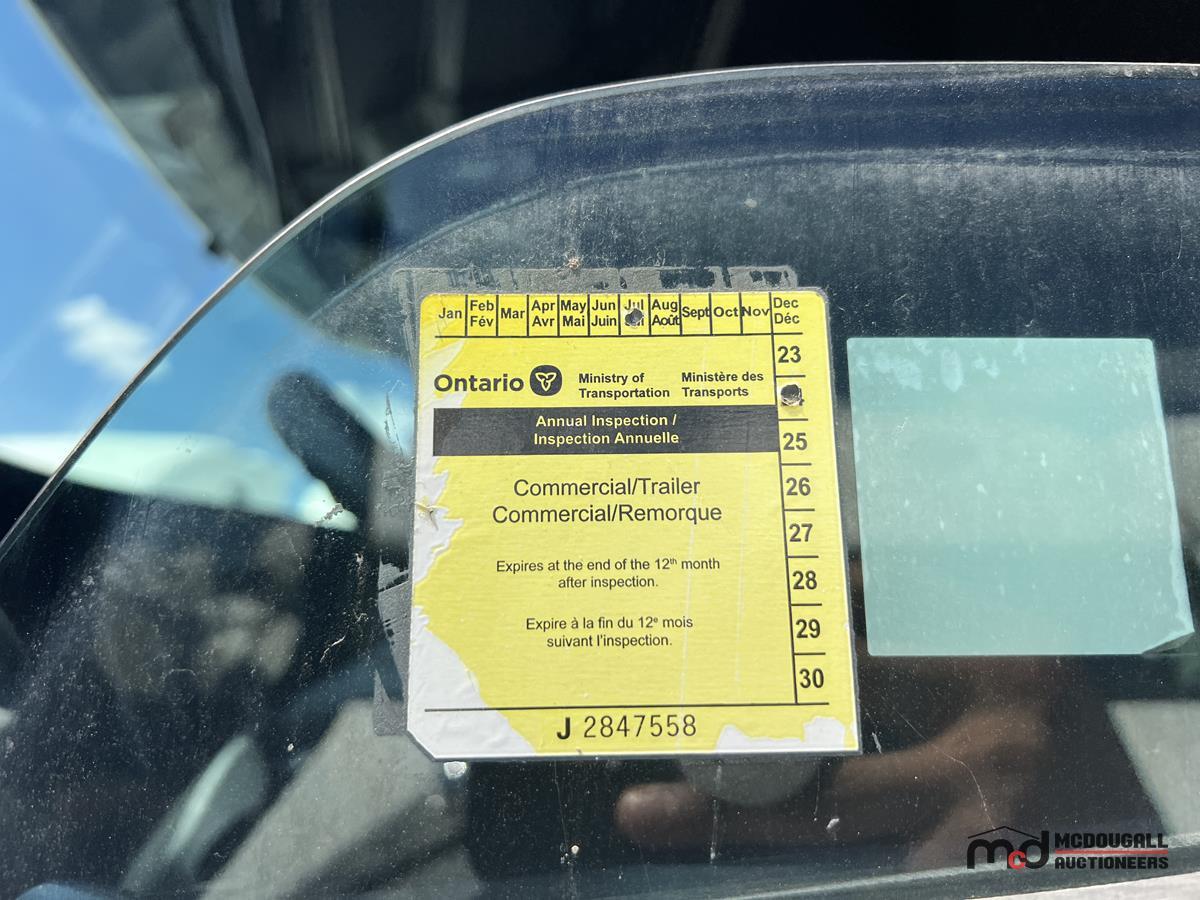 Jan Feb Mar Apr May Jun Jul Aug Sept Oct Nov Dec
Fév Avr Mai Juin Août Déc
23
Ontario Ministry of Ministère des
Transportation Transports
Annual Inspection /
Inspection Annuelle
25
Commercial/Trailer
Commercial/Remorque
26
27
Expires at the end of the 12th month
after inspection.
28
Expire à la fin du 12e mois
suivant l'inspection.
29
30
J 2847558
mcd MCDOUGALL
AUCTIONEERS